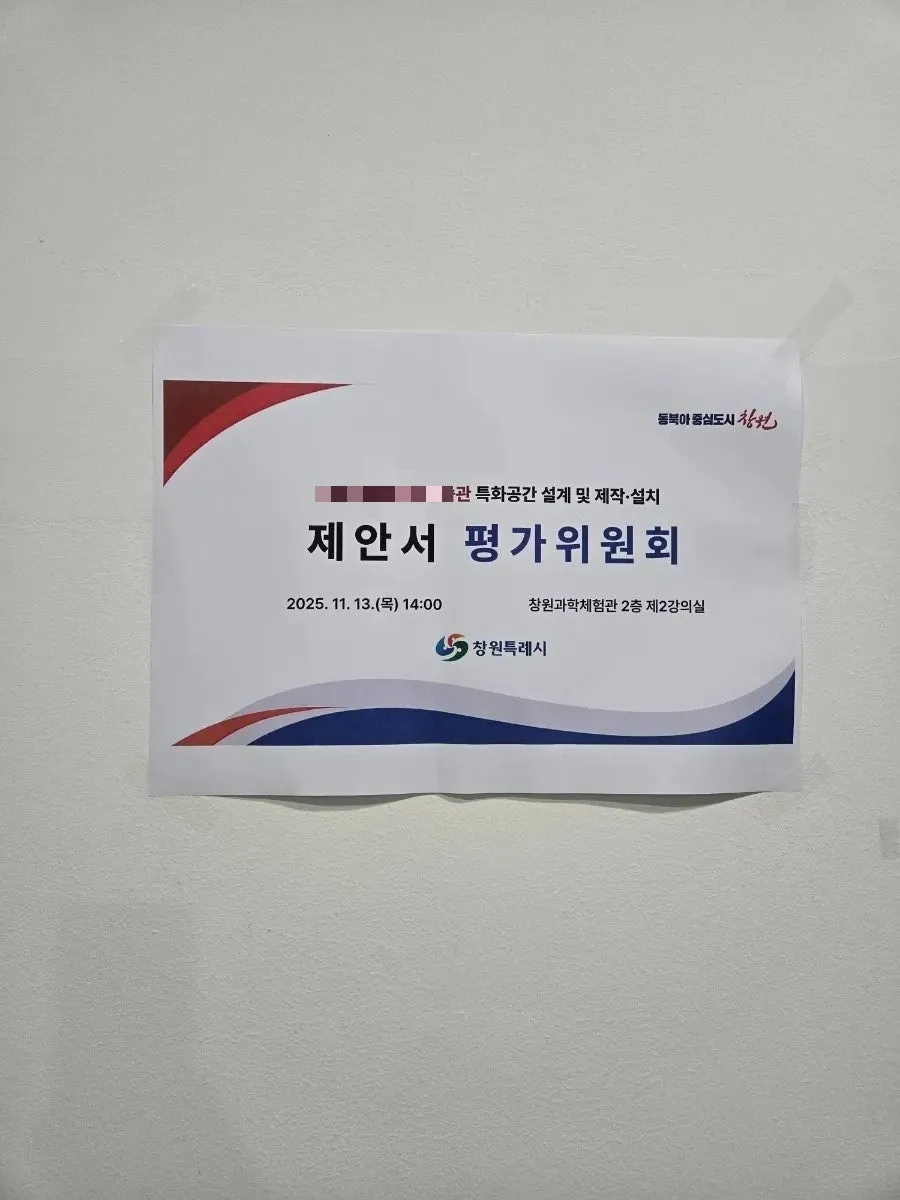 동북아 중심도시 창원
관 특화공간 설계 및 제작·설치
제안서 평가위원회
2025. 11. 13.(목) 14:00 창원과학체험관 2층 제2강의실
창원특례시